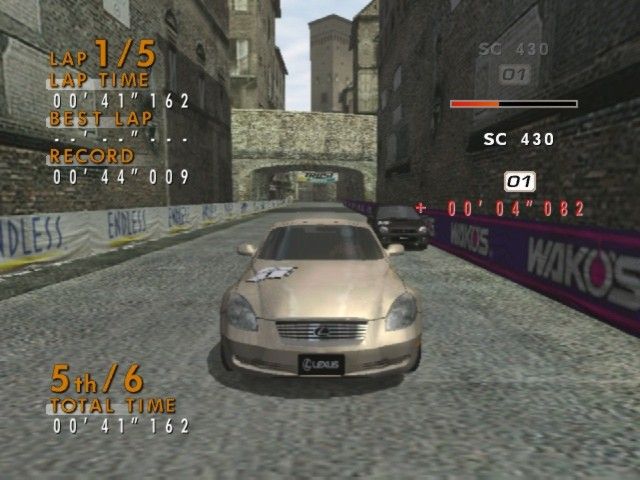 LAP 1/5
LAP TIME
00'41"162
BEST LAP
--'--"---
RECORD
00'44"009
SC 430
01
SC 430
01
+ 00'04"082
ENDLESS.
ENDLESS
WAKO'S
WAKO'S
LEXUS
5th/6
TOTAL TIME
00'41"162